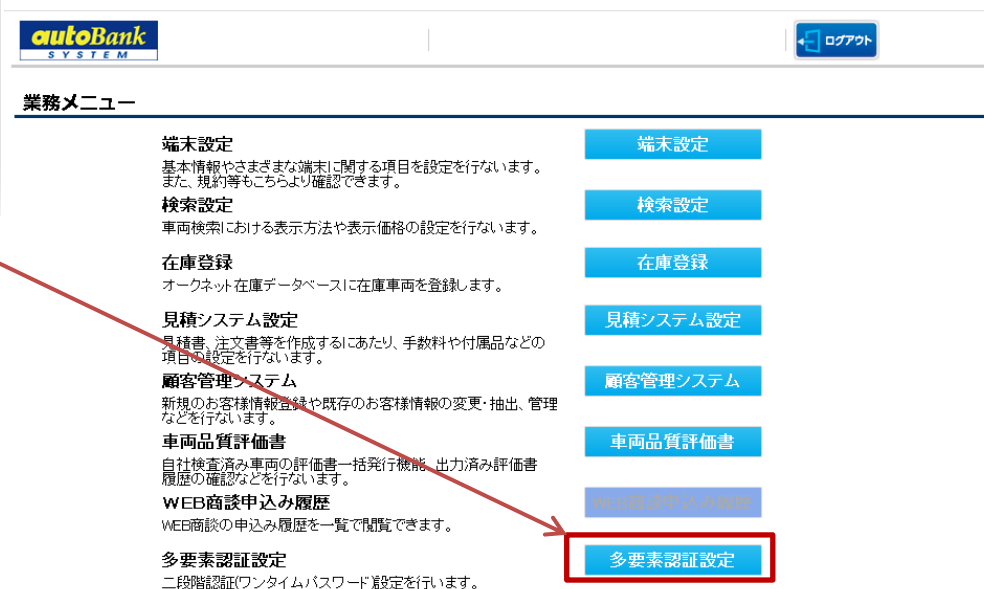 autoBank
SYSTEM
ログアウト
業務メニュー
端末設定
端末設定
基本情報やさまざまな端末に関する項目を設定を行ないます。
また、規約等もこちらより確認できます。
検索設定
検索設定
車両検索における表示方法や表示価格の設定を行ないます。
在庫登録
在庫登録
オークネット在庫データベースに在庫車両を登録します。
見積システム設定
見積システム設定
見積書、注文書等を作成するにあたり、手数料や付属品などの
項目の設定を行ないます。
顧客管理システム
顧客管理システム
新規のお客様情報登録や既存のお客様情報の変更・抽出、管理
などを行ないます。
車両品質評価書
車両品質評価書
自社検査済み車両の評価書一括発行機能、出力済み評価書
履歴の確認などを行ないます。
WEB商談申込み履歴
WEB商談申込み履歴
WEB商談の申込み履歴を一覧で閲覧できます。
多要素認証設定
多要素認証設定
二段階認証(ワンタイムパスワード)設定を行います。